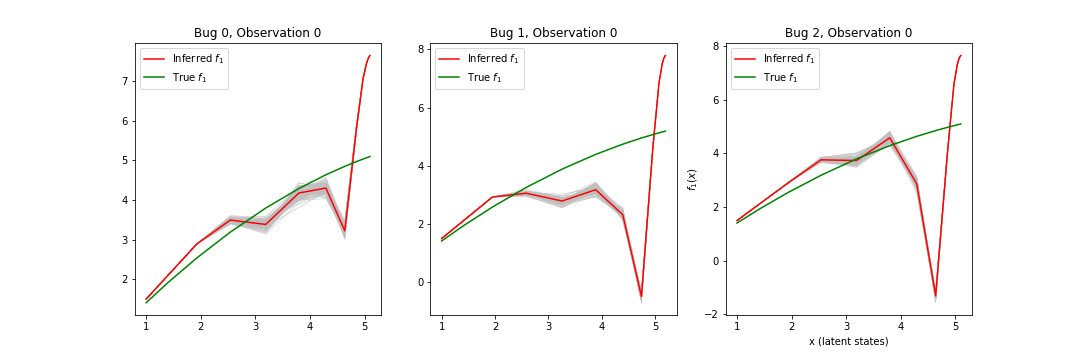 Bug 0, Observation 0
Inferred f₁
True f₁
7
6
5
4
3
2
1 2 3 4 5
Bug 1, Observation 0
Inferred f₁
True f₁
8
6
4
2
0
1 2 3 4 5
Bug 2, Observation 0
Inferred f₁
True f₁
f₁(x)
8
6
4
2
0
−2
1 2 3 4 5
x (latent states)